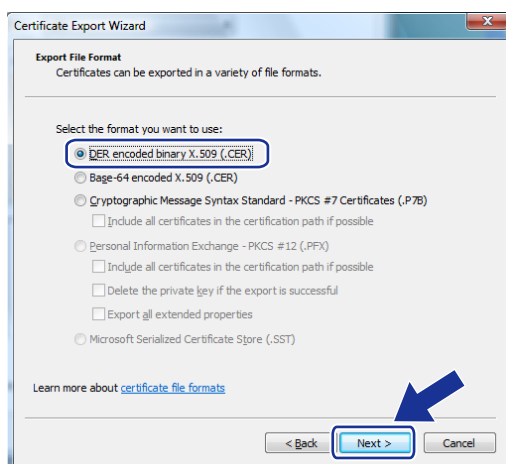 Certificate Export Wizard
Export File Format
Certificates can be exported in a variety of file formats.
Select the format you want to use:
DER encoded binary X.509 (.CER)
Base-64 encoded X.509 (.CER)
Cryptographic Message Syntax Standard - PKCS #7 Certificates (.P7B)
Include all certificates in the certification path if possible
Personal Information Exchange - PKCS #12 (.PFX)
Include all certificates in the certification path if possible
Delete the private key if the export is successful
Export all extended properties
Microsoft Serialized Certificate Store (.SST)
Learn more about certificate file formats
< Back Next > Cancel